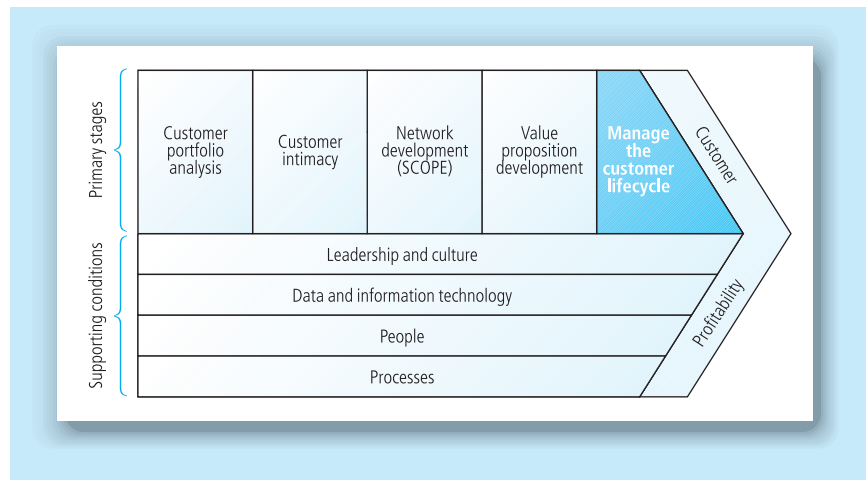 Primary stages
Customer
portfolio
analysis
Customer
intimacy
Network
development
(SCOPE)
Value
proposition
development
Manage
the
customer
lifecycle
Customer
Supporting conditions
Leadership and culture
Data and information technology
People
Processes
Profitability